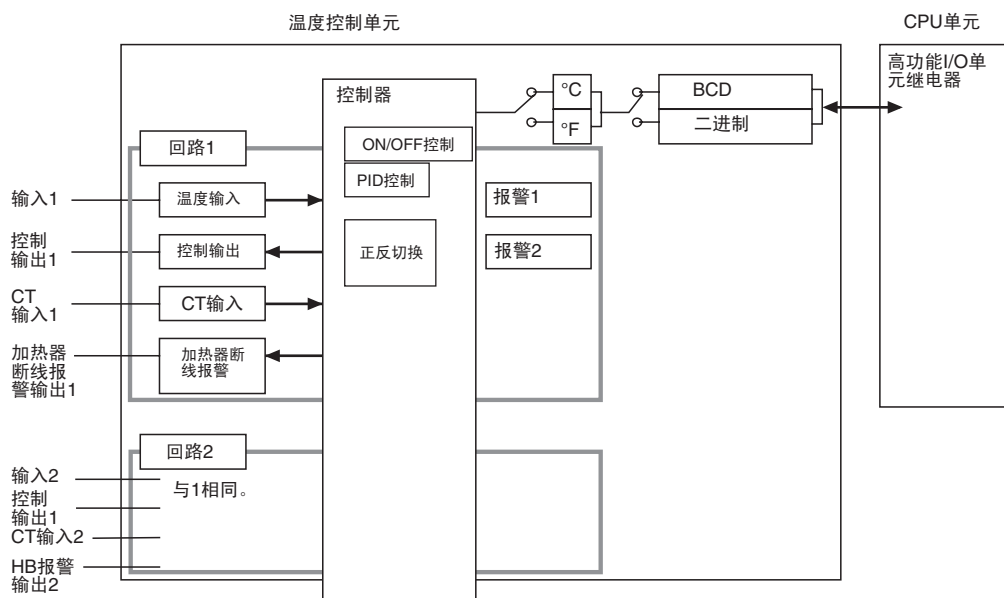 温度控制单元
CPU单元
高功能I/O单
元继电器
控制器
°C
°F
BCD
二进制
ON/OFF控制
PID控制
正反切换
回路1
输入1
温度输入
报警1
控制
输出1
控制输出
报警2
CT
输入1
CT输入
加热器
断线报
警输出1
加热器断
线报警
回路2
输入2
与1相同。
控制
输出1
CT输入2
HB报警
输出2